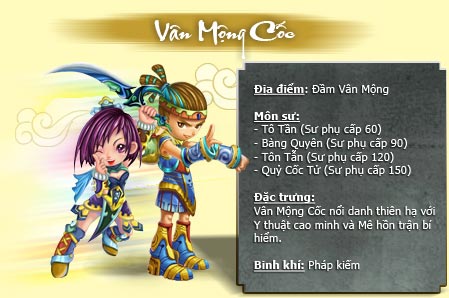 Vân Mộng Cốc
Địa điểm: Đầm Vân Mộng
Môn sư:
- Tô Tần (Sư phụ cấp 60)
- Bàng Quyên (Sư phụ cấp 90)
- Tôn Tẫn (Sư phụ cấp 120)
- Quỷ Cốc Tử (Sư phụ cấp 150)
Đặc trưng:
Vân Mộng Cốc nổi danh thiên hạ với
Y thuật cao minh và Mê hồn trận bí
hiểm.
Binh khí: Pháp kiếm